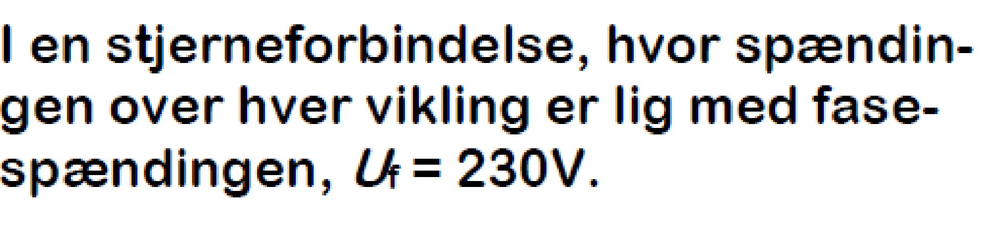 I en stjerneforbindelse, hvor spændin-
gen over hver vikling er lig med fase-
spændingen, Uf = 230V.